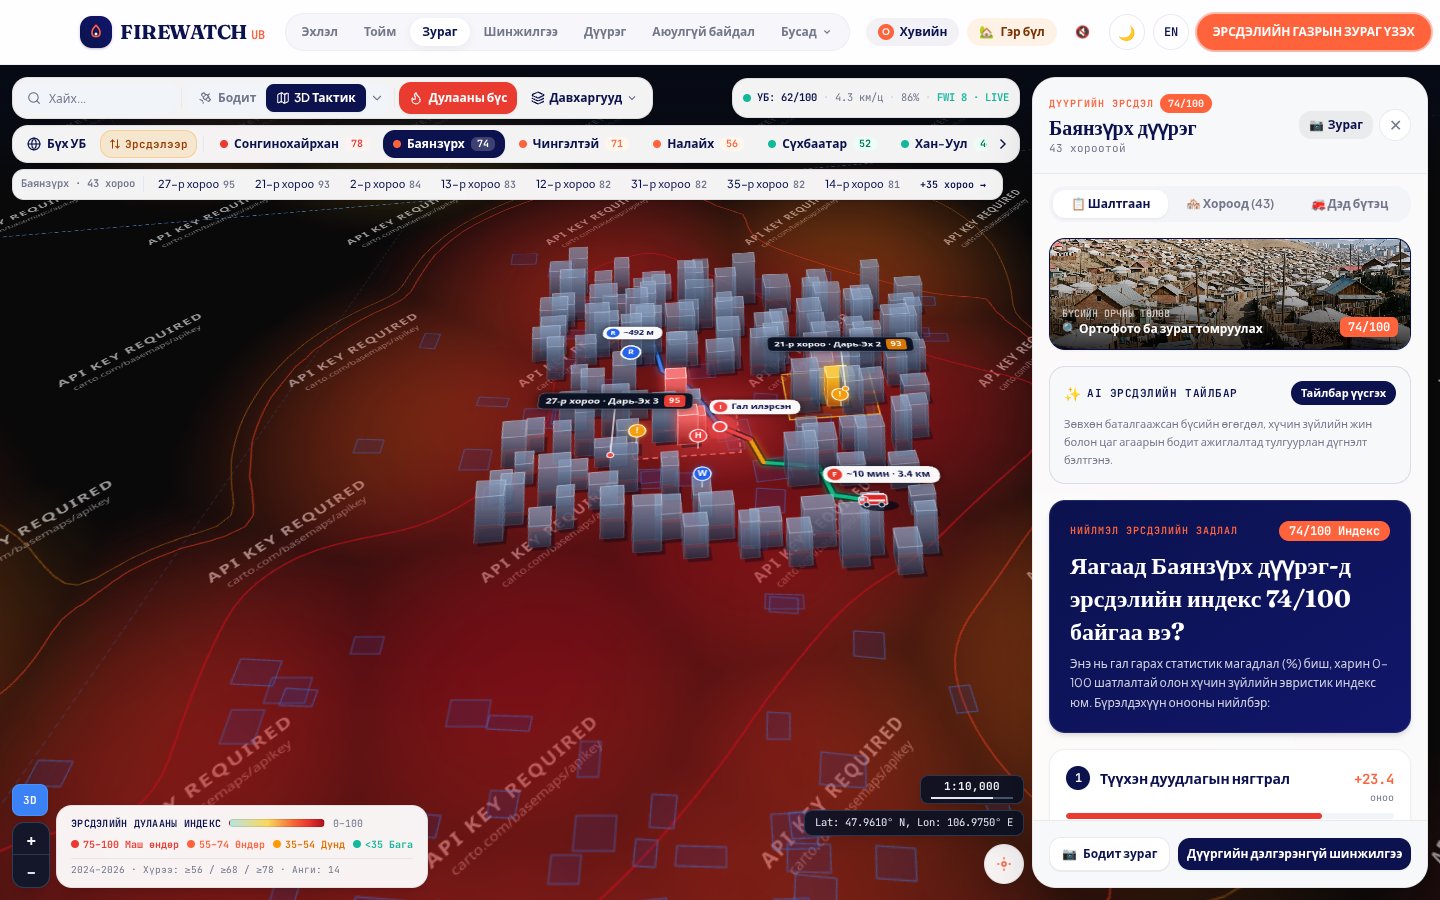 FIREWATCH UB
Эхлэл
Тойм
Зураг
Шинжилгээ
Дүүрэг
Аюулгүй байдал
Бусад
Хувийн
Гэр бүл
EN
ЭРСДЭЛИЙН ГАЗРЫН ЗУРАГ ҮЗЭХ
Хайх...
Бодит
3D Тактик
Дулааны бүс
Давхаргууд
УБ: 62/100 · 4.3 км/ц · 86% · FWI 8 · LIVE
Бүх УБ
Эрсдэлээр
Сонгинохайрхан 78
Баянзүрх 74
Чингэлтэй 71
Налайх 56
Сүхбаатар 52
Хан-Уул
Баянзүрх · 43 хороо
27-р хороо 95
21-р хороо 93
2-р хороо 84
13-р хороо 83
12-р хороо 82
31-р хороо 82
35-р хороо 82
14-р хороо 81
+35 хороо →
API KEY REQUIRED
carto.com/basemaps/apikey
R ~492 м
R
21-р хороо · Дарь-Эх 2 93
27-р хороо · Дарь-Эх 3 95
! Гал илэрсэн
!
!
H
W
F ~10 мин · 3.4 км
3D
+
−
ЭРСДЭЛИЙН ДУЛААНЫ ИНДЕКС 0-100
75-100 Маш өндөр
55-74 Өндөр
35-54 Дунд
<35 Бага
2024-2026 · Хүрээ: ≥56 / ≥68 / ≥78 · Анги: 14
1:10,000
Lat: 47.9610° N, Lon: 106.9750° E
ДҮҮРГИЙН ЭРСДЭЛ 74/100
Баянзүрх дүүрэг
43 хороотой
Зураг
Шалтгаан
Хороод (43)
Дэд бүтэц
БҮСИЙН ОРЧНЫ ТӨЛӨВ
Ортофото ба зураг томруулах
74/100
AI ЭРСДЭЛИЙН ТАЙЛБАР
Тайлбар үүсгэх
Зөвхөн баталгаажсан бүсийн өгөгдөл, хүчин зүйлийн жин
болон цаг агаарын бодит ажиглалтад тулгуурлан дүгнэлт
бэлтгэнэ.
НИЙЛМЭЛ ЭРСДЭЛИЙН ЗАДЛАЛ
74/100 Индекс
Яагаад Баянзүрх дүүрэг-д
эрсдэлийн индекс 74/100
байгаа вэ?
Энэ нь гал гарах статистик магадлал (%) биш, харин 0-
100 шатлалтай олон хүчин зүйлийн эвристик индекс
юм. Бүрэлдэхүүн онооны нийлбэр:
1 Түүхэн дуудлагын нягтрал +23.4
оноо
Бодит зураг
Дүүргийн дэлгэрэнгүй шинжилгээ